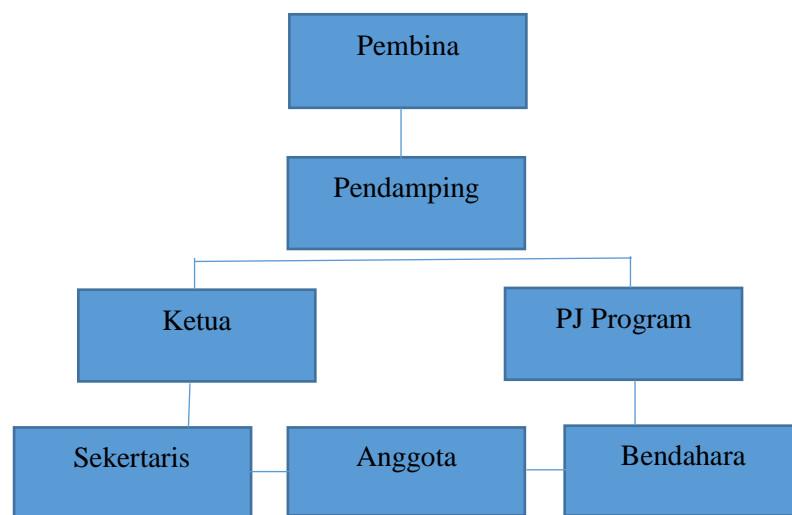 Pembina
Pendamping
Ketua
PJ Program
Sekertaris
Anggota
Bendahara